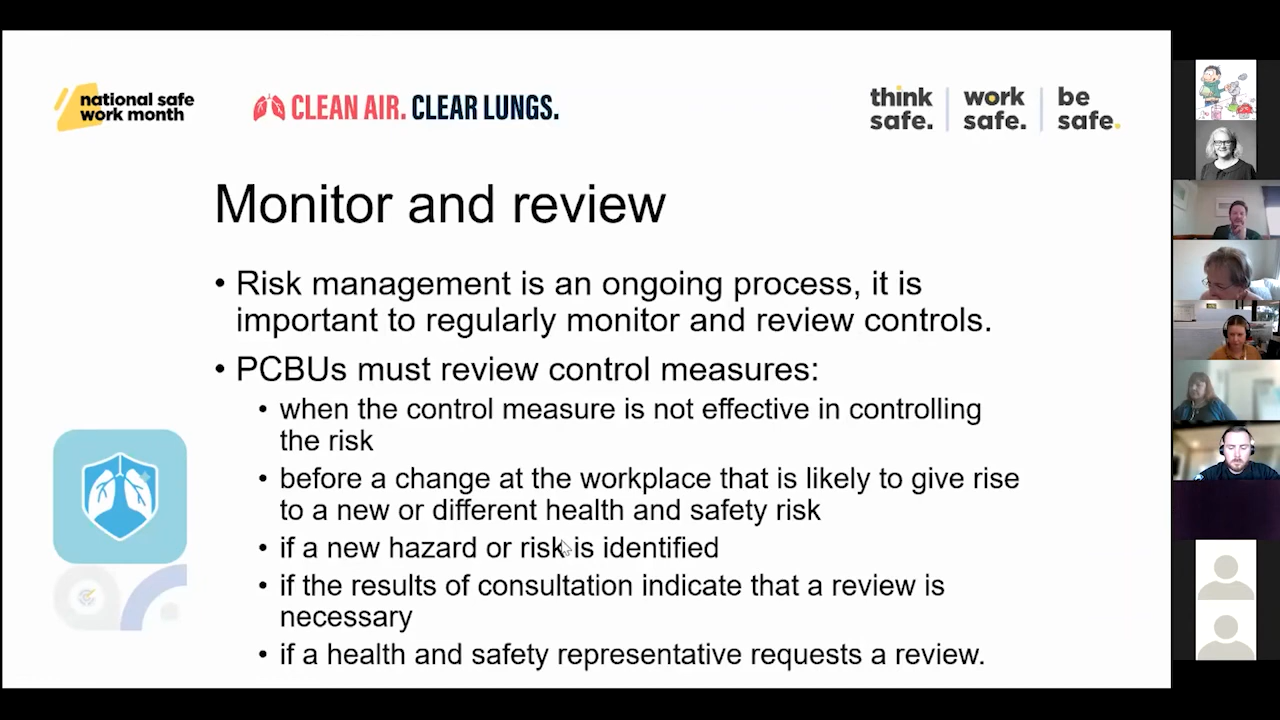 national safe
work month
CLEAN AIR. CLEAR LUNGS.
think
safe.
work
safe.
be
safe.
Monitor and review
• Risk management is an ongoing process, it is
important to regularly monitor and review controls.
• PCBUs must review control measures:
• when the control measure is not effective in controlling
the risk
• before a change at the workplace that is likely to give rise
to a new or different health and safety risk
• if a new hazard or risk is identified
• if the results of consultation indicate that a review is
necessary
• if a health and safety representative requests a review.